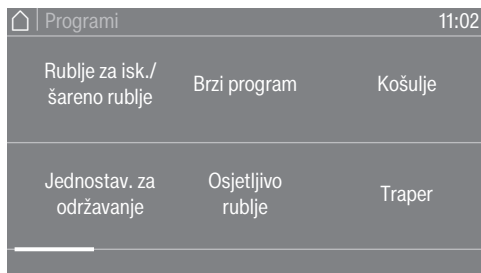 Programi 11:02
Rublje za isk./
šareno rublje
Brzi program
Košulje
Jednostav. za
održavanje
Osjetljivo
rublje
Traper